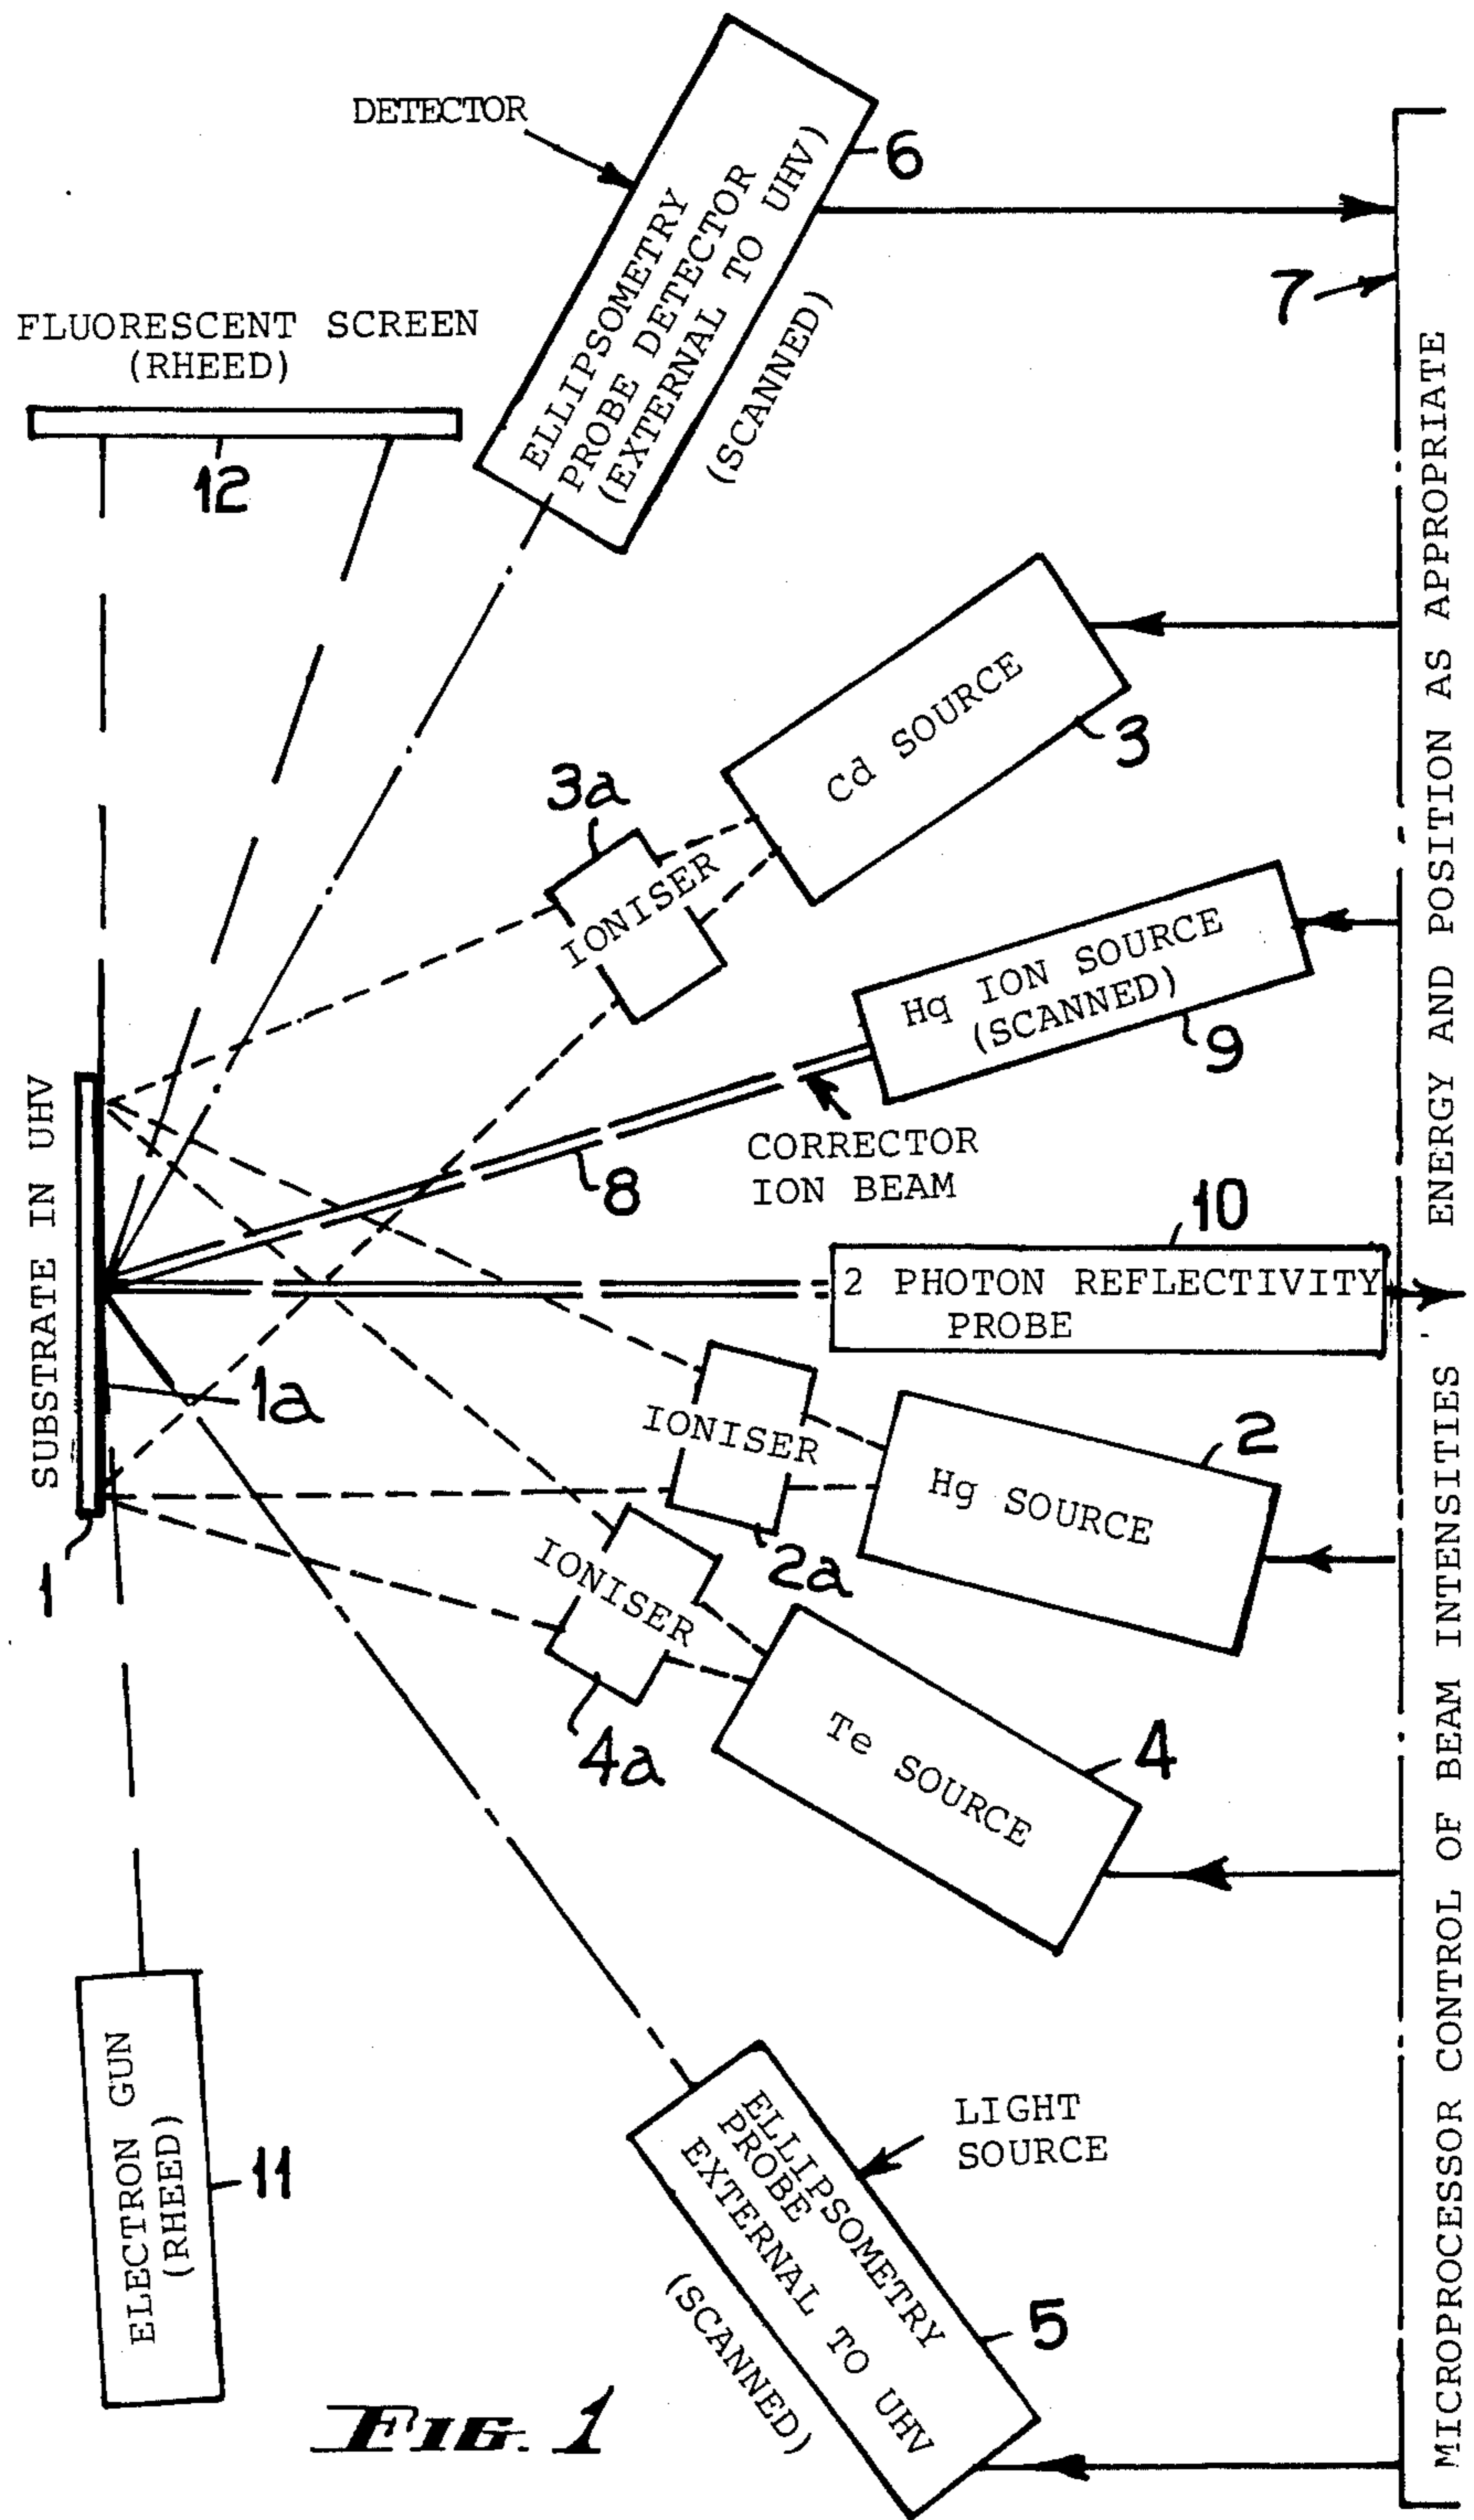 DETECTOR
ELLIPSOMETRY
PROBE DETECTOR
(EXTERNAL TO UHV)
(SCANNED)
6
7
FLUORESCENT SCREEN
(RHEED)
12
Cd SOURCE
3
3a
IONISER
Hg ION SOURCE
(SCANNED)
9
CORRECTOR
ION BEAM
8
SUBSTRATE IN UHV
10
2 PHOTON REFLECTIVITY
PROBE
1a
1
IONISER
2a
Hg SOURCE
2
IONISER
4a
Te SOURCE
4
ELECTRON GUN
(RHEED)
11
LIGHT
SOURCE
ELLIPSOMETRY
PROBE
EXTERNAL TO UHV
(SCANNED)
5
MICROPROCESSOR CONTROL OF BEAM INTENSITIES ENERGY AND POSITION AS APPROPRIATE
FIG. 1